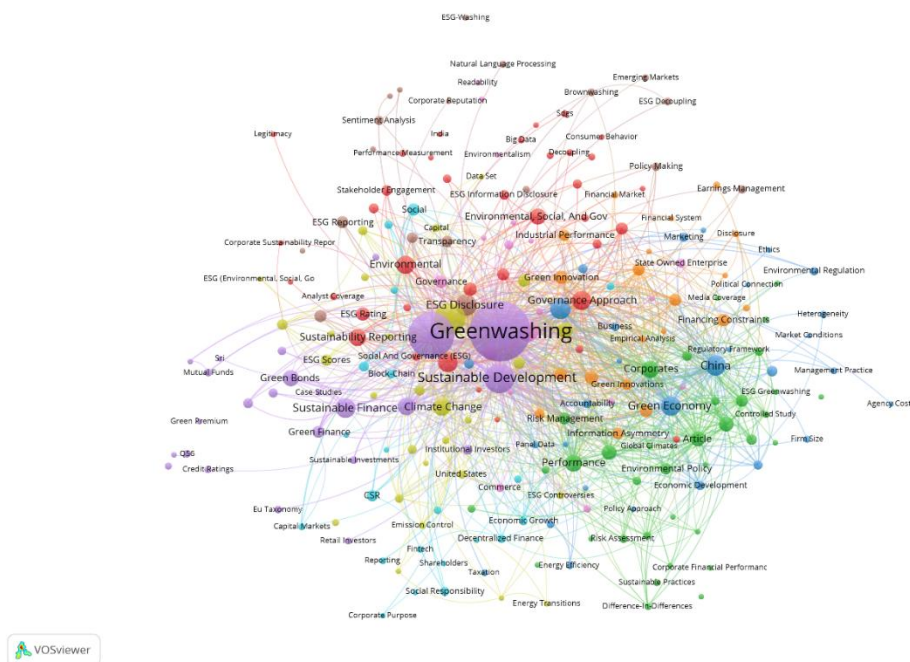 ESG-Washing
Natural Language Processing
Emerging Markets
Readability
Brownwashing
Corporate Reputation
ESG Decoupling
Sdgs
Sentiment Analysis
Legitimacy
India
Big Data
Consumer Behavior
Performance Measurement
Environmentalism
Decoupling
Policy Making
Data Set
Stakeholder Engagement
ESG Information Disclosure
Financial Market
Earnings Management
Social
Capital
Environmental, Social, And Gov
Financial System
Disclosure
ESG Reporting
Industrial Performance
Marketing
Corporate Sustainability Repor
Transparency
Ethics
Environmental
State Owned Enterprise
Environmental Regulation
ESG (Environmental, Social, Go
Governance
Green Innovation
Political Connection
Analyst Coverage
ESG Disclosure
Governance Approach
Media Coverage
ESG Rating
Financing Constraints
Heterogeneity
Greenwashing
Business
Sustainability Reporting
Empirical Analysis
Market Conditions
Regulatory Framework
Sri
ESG Scores
Social And Governance (ESG)
Corporates
China
Mutual Funds
Block-Chain
Management Practice
Green Bonds
Sustainable Development
Green Innovations
Case Studies
ESG Greenwashing
Agency Cost
Sustainable Finance
Climate Change
Accountability
Green Economy
Controlled Study
Green Premium
Risk Management
Green Finance
Information Asymmetry
Article
Firm Size
Panel Data
Global Climates
Institutional Investors
Sustainable Investments
Performance
Environmental Policy
Credit Ratings
United States
Commerce
Economic Development
CSR
ESG Controversies
Eu Taxonomy
Policy Approach
Capital Markets
Emission Control
Economic Growth
Retail Investors
Decentralized Finance
Risk Assessment
Fintech
Reporting
Shareholders
Energy Efficiency
Corporate Financial Performanc
Taxation
Sustainable Practices
Social Responsibility
Energy Transitions
Difference-In-Differences
Corporate Purpose
VOSviewer